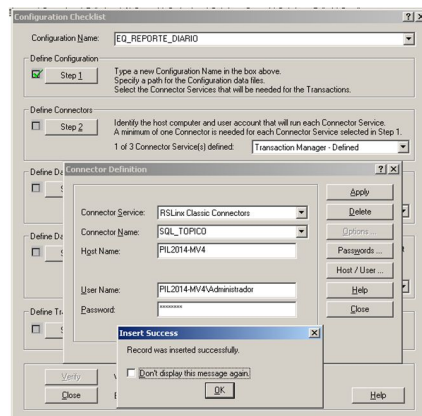 Configuration Checklist
Configuration Name: EQ_REPORTE_DIARIO
Define Configuration
Step 1
Type a new Configuration Name in the box above.
Specify a path for the Configuration data files.
Select the Connector Services that will be needed for the Transactions.
Define Connectors
Step 2
Identify the host computer and user account that will run each Connector Service.
A minimum of one Connector is needed for each Connector Service selected in Step 1.
1 of 3 Connector Service(s) defined: Transaction Manager - Defined
Define Da
Connector Definition
Apply
Connector Service: RSLinx Classic Connectors
Delete
Connector Name: SQL_TOPICO
Options ...
Define Da
Host Name: PIL2014-MV4
Passwords ...
Host / User ...
User Name: PIL2014-MV4\Administrador
Help
Define Tr
Password: ********
Close
Insert Success
Record was inserted successfully.
Don't display this message again.
OK
Verify
Close
Help